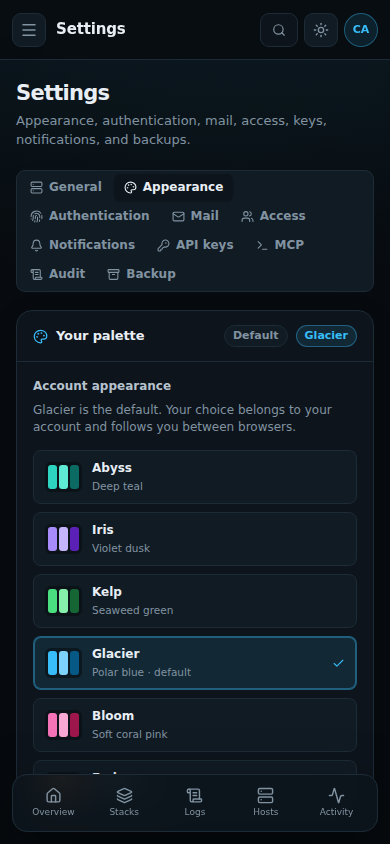 Settings
CA
Settings
Appearance, authentication, mail, access, keys,
notifications, and backups.
General
Appearance
Authentication
Mail
Access
Notifications
API keys
MCP
Audit
Backup
Your palette
Default
Glacier
Account appearance
Glacier is the default. Your choice belongs to your
account and follows you between browsers.
Abyss
Deep teal
Iris
Violet dusk
Kelp
Seaweed green
Glacier
Polar blue · default
Bloom
Soft coral pink
Overview
Stacks
Logs
Hosts
Activity